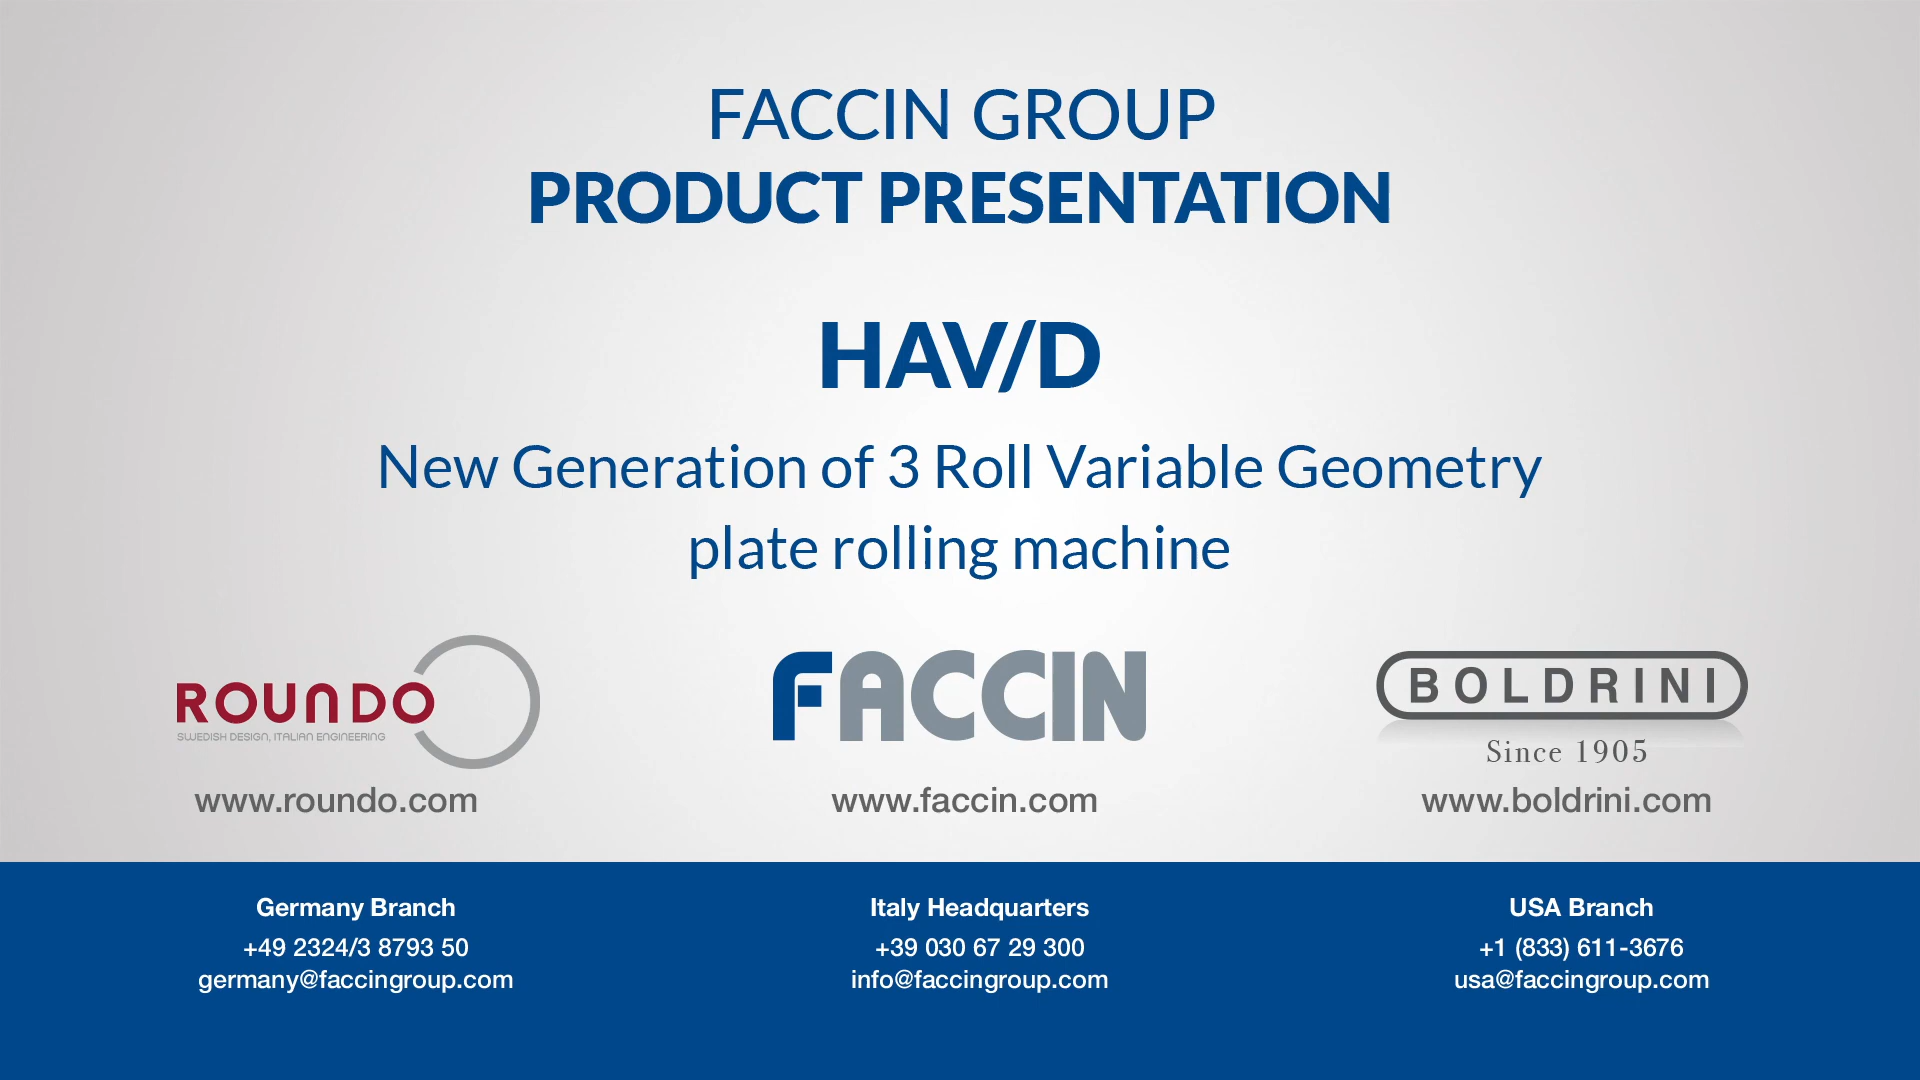 FACCIN GROUP
PRODUCT PRESENTATION
HAV/D
New Generation of 3 Roll Variable Geometry
plate rolling machine
ROUNDO
SWEDISH DESIGN, ITALIAN ENGINEERING
www.roundo.com
FACCIN
www.faccin.com
BOLDRINI
Since 1905
www.boldrini.com
Germany Branch
+49 2324/3 8793 50
germany@faccingroup.com
Italy Headquarters
+39 030 67 29 300
info@faccingroup.com
USA Branch
+1 (833) 611-3676
usa@faccingroup.com